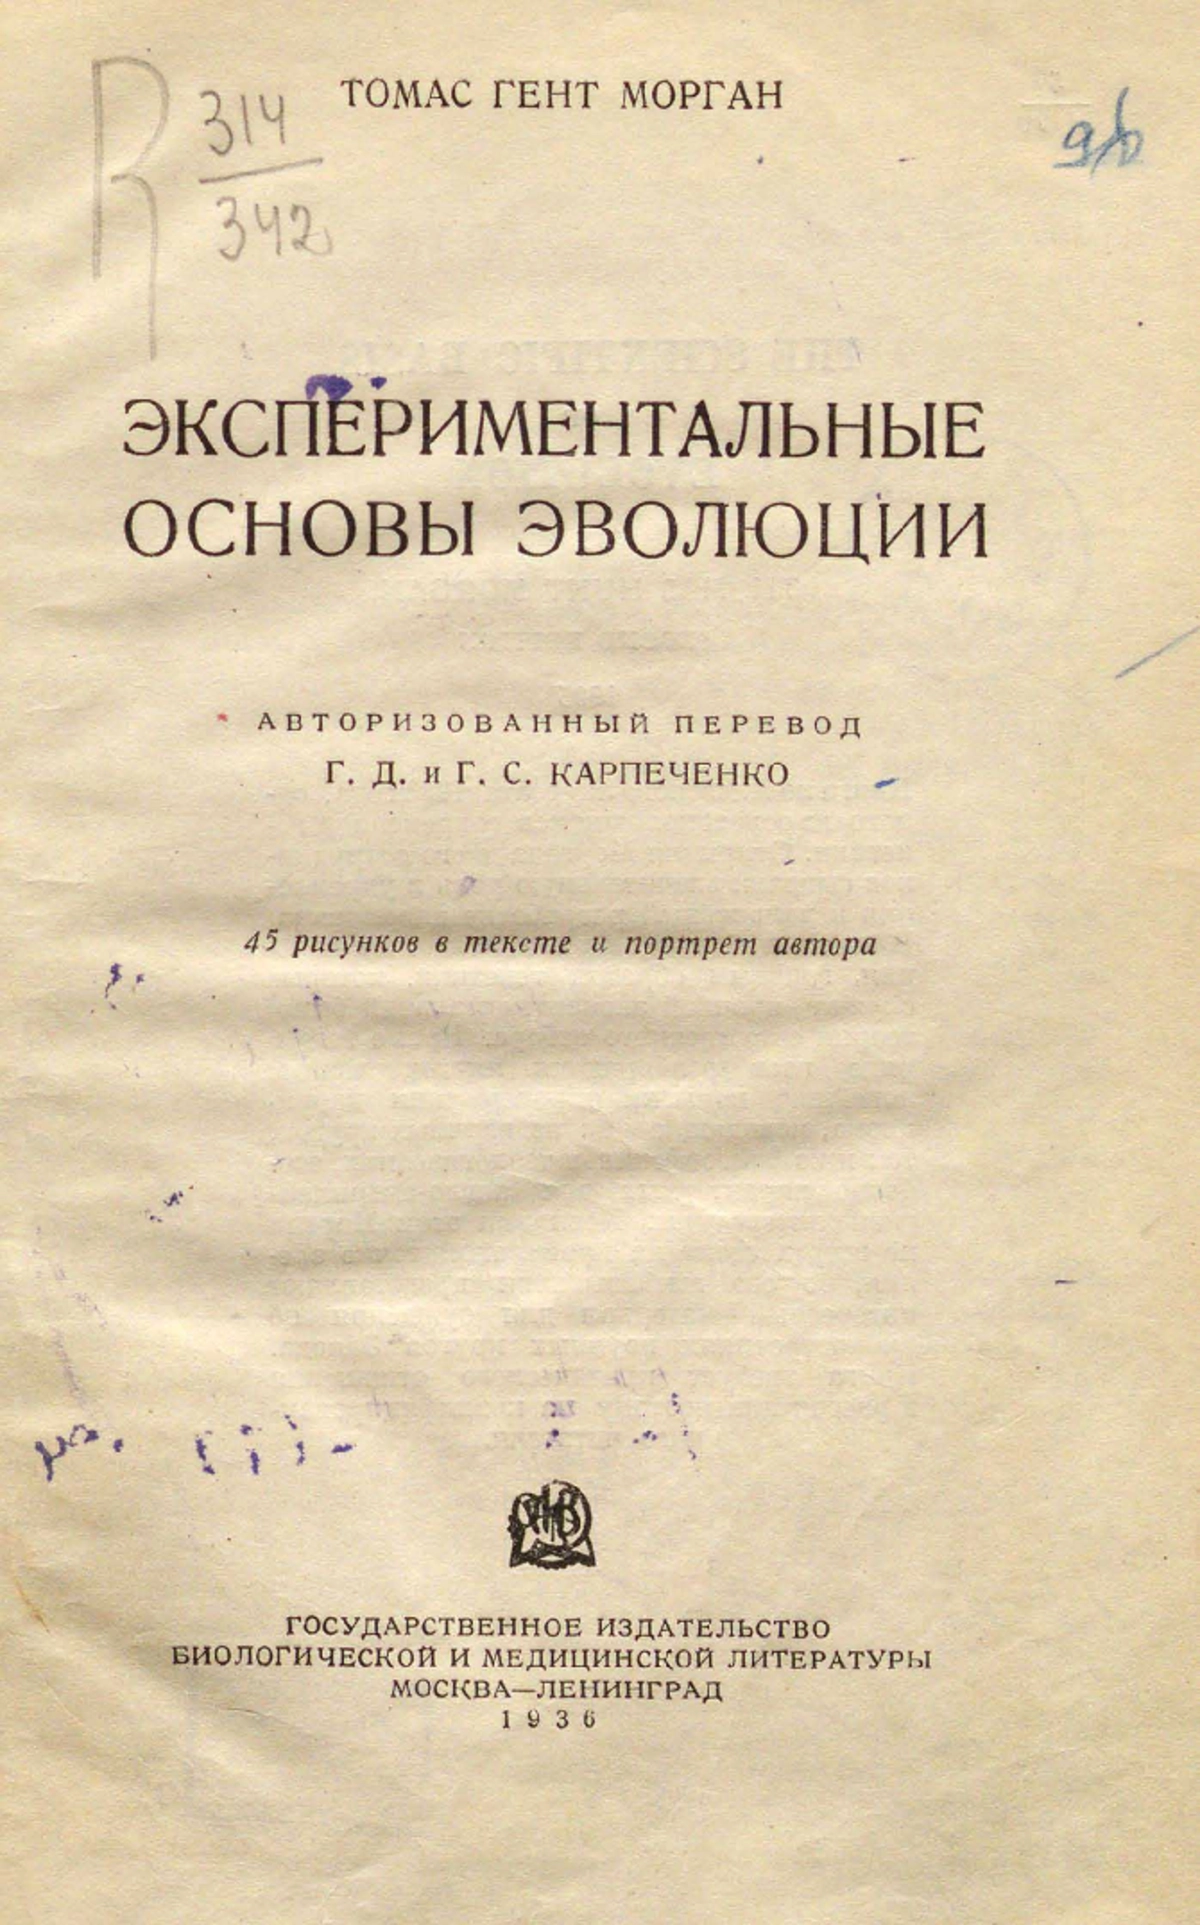 ТОМАС ГЕНТ МОРГАН
314
342
ЭКСПЕРИМЕНТАЛЬНЫЕ
ОСНОВЫ ЭВОЛЮЦИИ
АВТОРИЗОВАННЫЙ ПЕРЕВОД
Г. Д. и Г. С. КАРПЕЧЕНКО
45 рисунков в тексте и портрет автора
ГОСУДАРСТВЕННОЕ ИЗДАТЕЛЬСТВО
БИОЛОГИЧЕСКОЙ И МЕДИЦИНСКОЙ ЛИТЕРАТУРЫ
МОСКВА—ЛЕНИНГРАД
1936